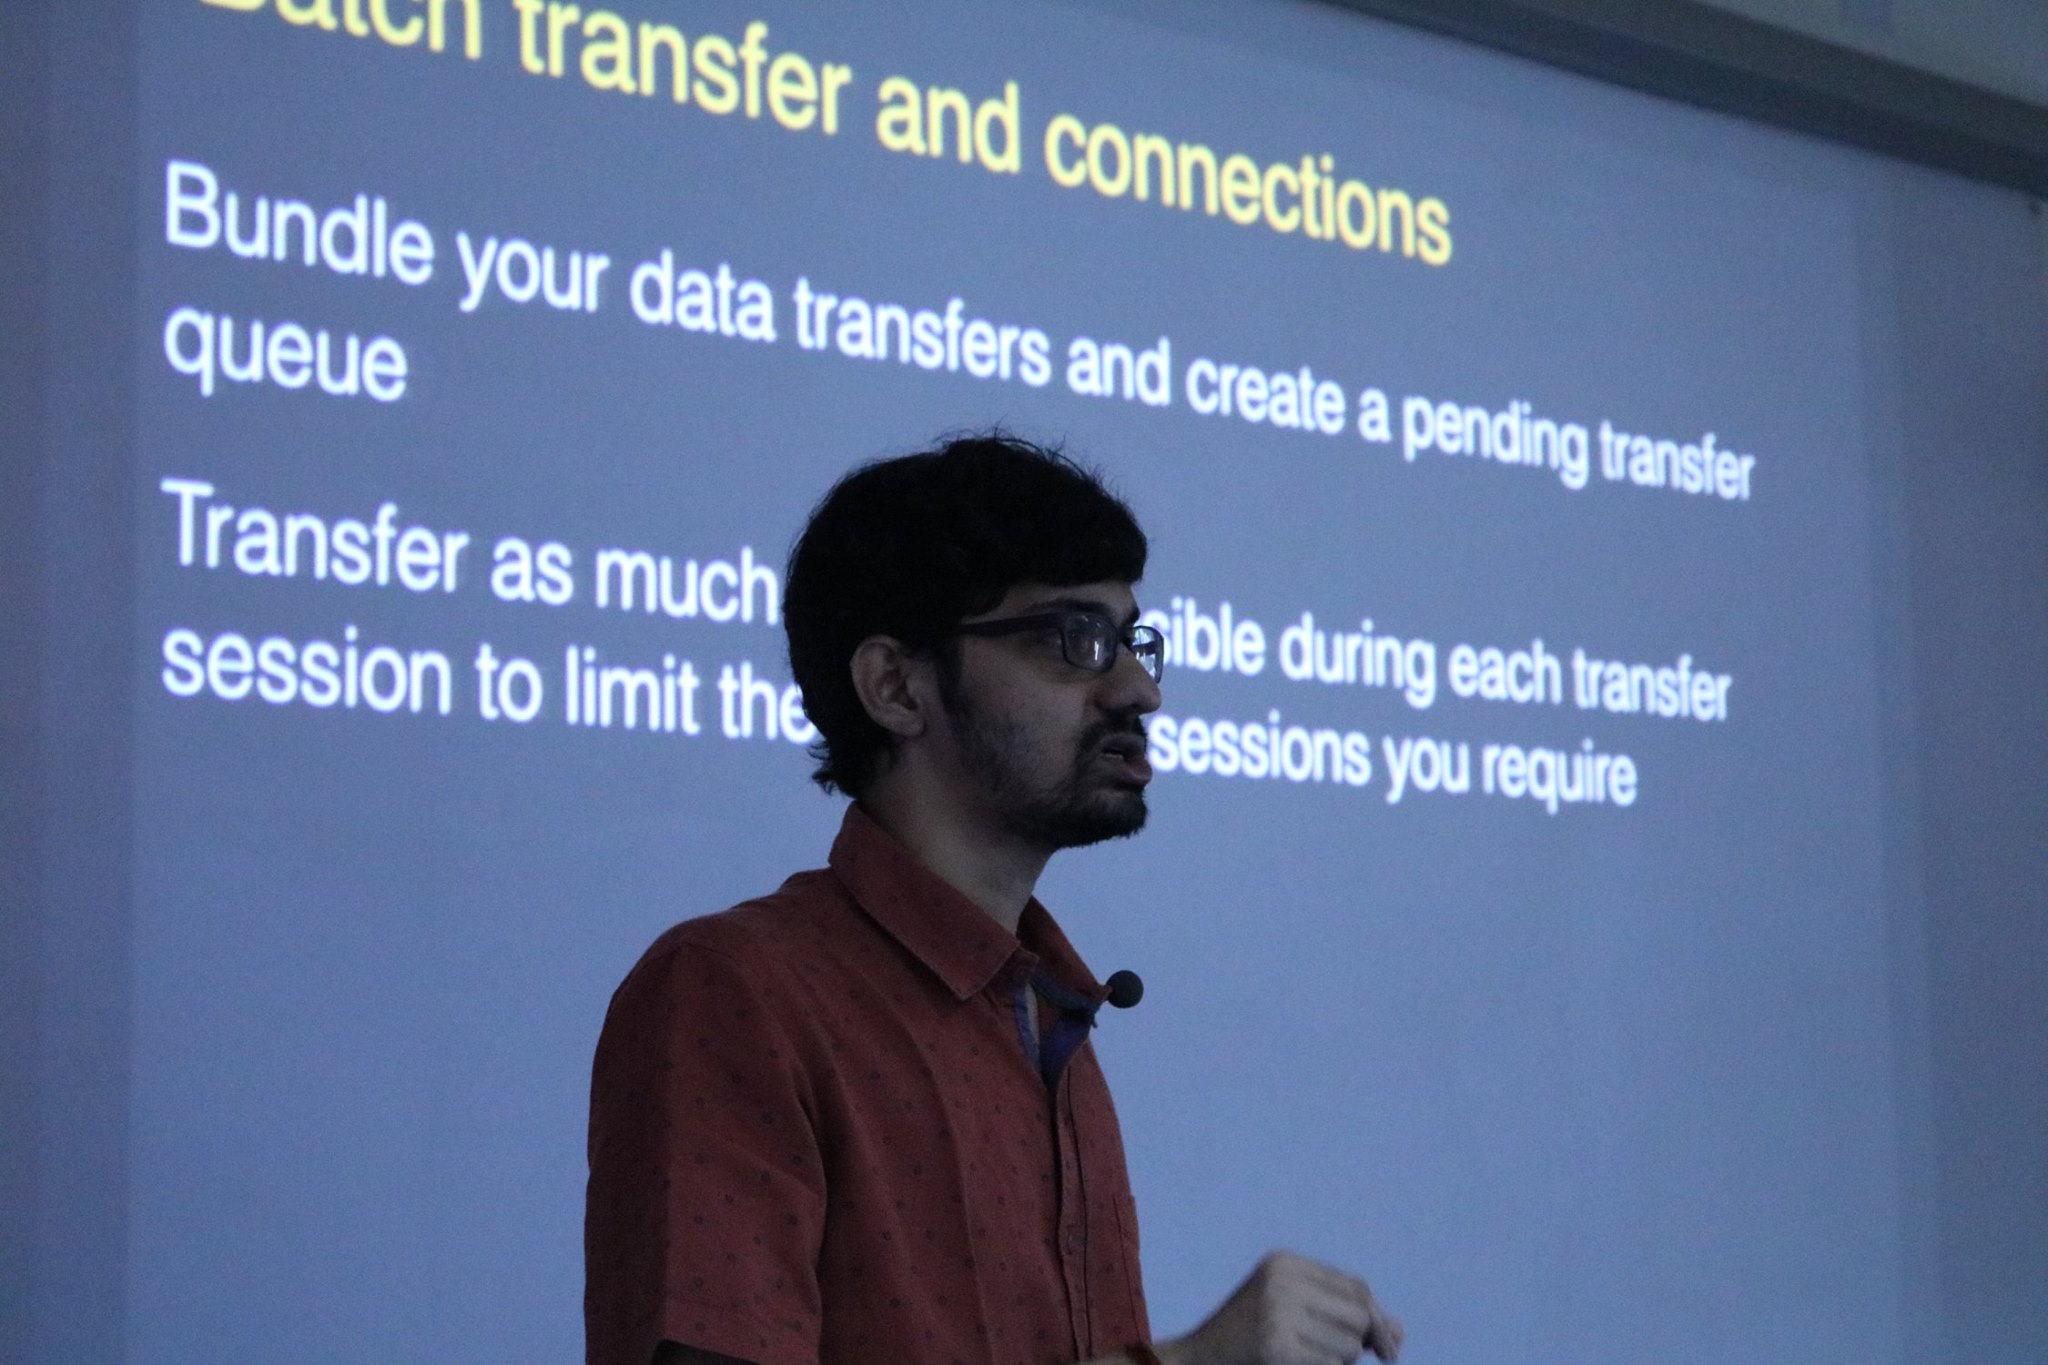 Batch transfer and connections
Bundle your data transfers and create a pending transfer
queue
Transfer as much sible during each transfer
session to limit the sessions you require